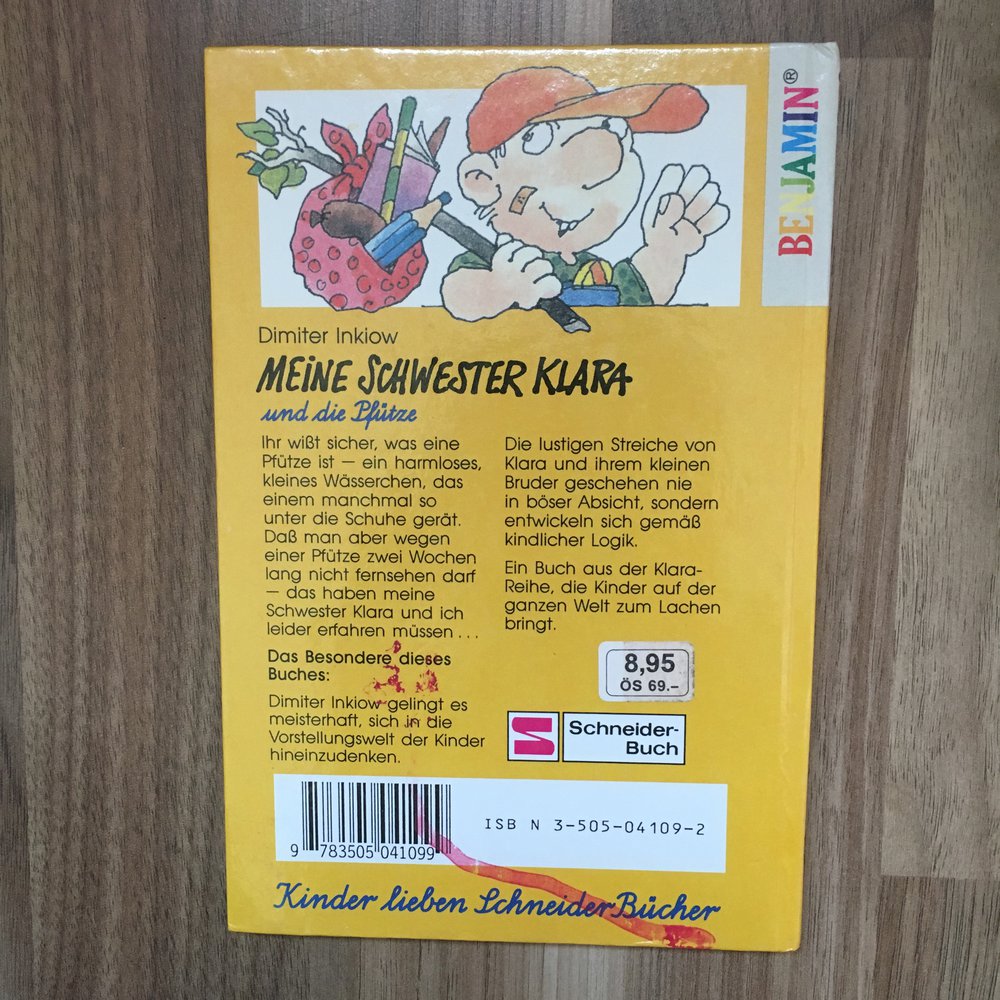 BENJAMIN®
Dimiter Inkiow
MEINE SCHWESTER KLARA
und die Pfütze
Ihr wißt sicher, was eine
Pfütze ist – ein harmloses,
kleines Wässerchen, das
einem manchmal so
unter die Schuhe gerät.
Daß man aber wegen
einer Pfütze zwei Wochen
lang nicht fernsehen darf
– das haben meine
Schwester Klara und ich
leider erfahren müssen ...
Das Besondere dieses
Buches:
Dimiter Inkiow gelingt es
meisterhaft, sich in die
Vorstellungswelt der Kinder
hineinzudenken.
Die lustigen Streiche von
Klara und ihrem kleinen
Bruder geschehen nie
in böser Absicht, sondern
entwickeln sich gemäß
kindlicher Logik.
Ein Buch aus der Klara-
Reihe, die Kinder auf der
ganzen Welt zum Lachen
bringt.
8,95
ÖS 69.–
Schneider-
Buch
ISB N 3-505-04109-2
9 783505 041099
Kinder lieben SchneiderBücher